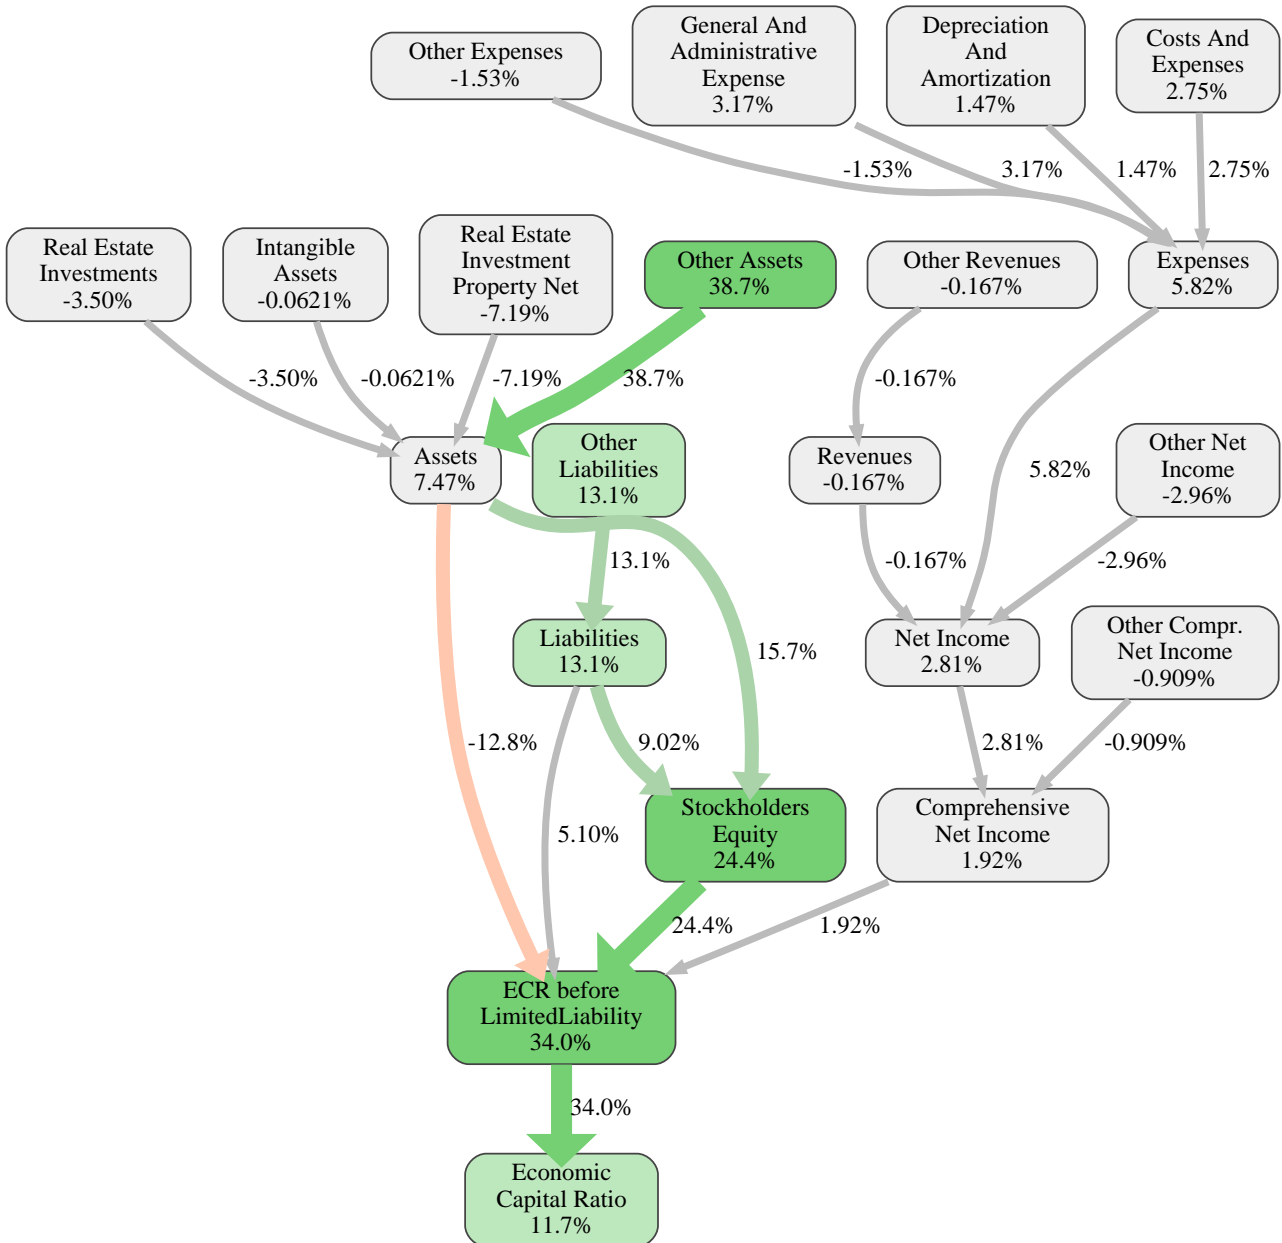 Other Expenses
-1.53%
General And
Administrative
Expense
3.17%
Depreciation
And
Amortization
1.47%
Costs And
Expenses
2.75%
-1.53%
3.17%
1.47%
2.75%
Real Estate
Investments
-3.50%
Intangible
Assets
-0.0621%
Real Estate
Investment
Property Net
-7.19%
Other Assets
38.7%
Other Revenues
-0.167%
Expenses
5.82%
-3.50%
-0.0621%
-7.19%
38.7%
-0.167%
Assets
7.47%
Other
Liabilities
13.1%
Revenues
-0.167%
5.82%
Other Net
Income
-2.96%
13.1%
-0.167%
-2.96%
Liabilities
13.1%
15.7%
Net Income
2.81%
Other Compr.
Net Income
-0.909%
-12.8%
9.02%
2.81%
-0.909%
Stockholders
Equity
24.4%
Comprehensive
Net Income
1.92%
5.10%
24.4%
1.92%
ECR before
LimitedLiability
34.0%
34.0%
Economic
Capital Ratio
11.7%